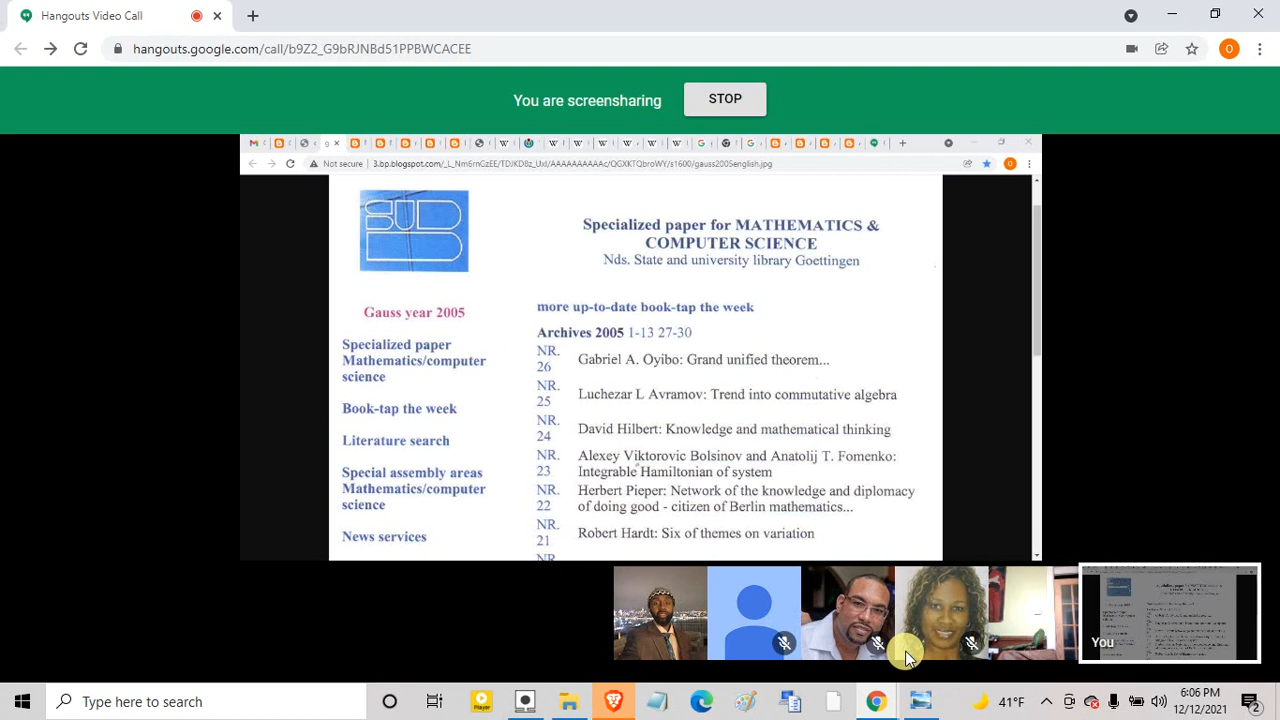 Hangouts Video Call
hangouts.google.com/call/b9Z2_G9bRJNBd51PPBWCACEE
O
You are screensharing
STOP
Not secure
3.bp.blogspot.com/_L_Nm6rnGzEE/TDJKD8z_UxI/AAAAAAAAAAc/QGXKTQbroWY/s1600/gauss2005english.jpg
SUB
Specialized paper for MATHEMATICS &
COMPUTER SCIENCE
Nds. State and university library Goettingen
Gauss year 2005
Specialized paper
Mathematics/computer
science
Book-tap the week
Literature search
Special assembly areas
Mathematics/computer
science
News services
more up-to-date book-tap the week
Archives 2005 1-13 27-30
NR.
26
Gabriel A. Oyibo: Grand unified theorem...
NR.
25
Luchezar L Avramov: Trend into commutative algebra
NR.
24
David Hilbert: Knowledge and mathematical thinking
NR.
23
Alexey Viktorovic Bolsinov and Anatolij T. Fomenko:
Integrable Hamiltonian of system
NR.
22
Herbert Pieper: Network of the knowledge and diplomacy
of doing good - citizen of Berlin mathematics...
NR.
21
Robert Hardt: Six of themes on variation
NR.
You
Type here to search
Player
41°F
6:06 PM
12/12/2021
2